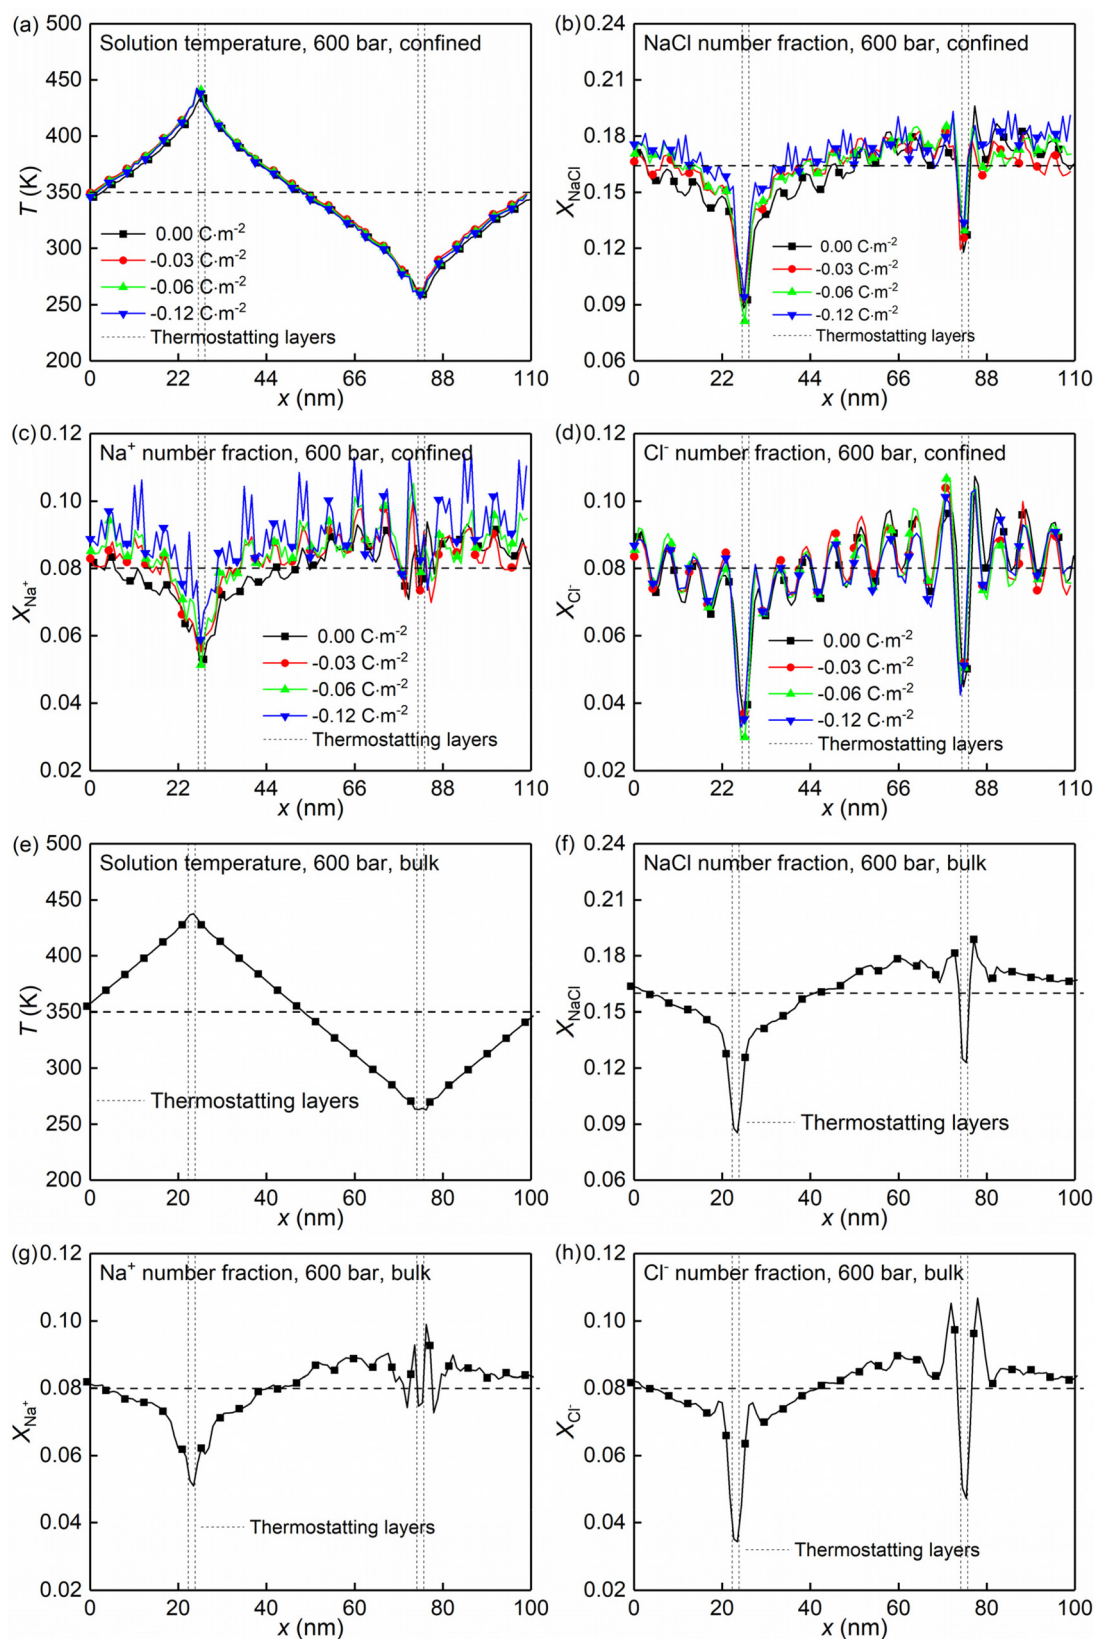 (a)
Solution temperature, 600 bar, confined
500
450
400
350
300
250
200
T (K)
0.00 C·m⁻²
-0.03 C·m⁻²
-0.06 C·m⁻²
-0.12 C·m⁻²
Thermostatting layers
0 22 44 66 88 110
x (nm)
(b)
NaCl number fraction, 600 bar, confined
0.24
0.21
0.18
0.15
0.12
0.09
0.06
X_NaCl
0.00 C·m⁻²
-0.03 C·m⁻²
-0.06 C·m⁻²
-0.12 C·m⁻²
Thermostatting layers
0 22 44 66 88 110
x (nm)
(c)
Na⁺ number fraction, 600 bar, confined
0.12
0.10
0.08
0.06
0.04
0.02
X_Na⁺
0.00 C·m⁻²
-0.03 C·m⁻²
-0.06 C·m⁻²
-0.12 C·m⁻²
Thermostatting layers
0 22 44 66 88 110
x (nm)
(d)
Cl⁻ number fraction, 600 bar, confined
0.12
0.10
0.08
0.06
0.04
0.02
X_Cl⁻
0.00 C·m⁻²
-0.03 C·m⁻²
-0.06 C·m⁻²
-0.12 C·m⁻²
Thermostatting layers
0 22 44 66 88 110
x (nm)
(e)
Solution temperature, 600 bar, bulk
500
450
400
350
300
250
200
T (K)
Thermostatting layers
0 20 40 60 80 100
x (nm)
(f)
NaCl number fraction, 600 bar, bulk
0.24
0.21
0.18
0.15
0.12
0.09
0.06
X_NaCl
Thermostatting layers
0 20 40 60 80 100
x (nm)
(g)
Na⁺ number fraction, 600 bar, bulk
0.12
0.10
0.08
0.06
0.04
0.02
X_Na⁺
Thermostatting layers
0 20 40 60 80 100
x (nm)
(h)
Cl⁻ number fraction, 600 bar, bulk
0.12
0.10
0.08
0.06
0.04
0.02
X_Cl⁻
Thermostatting layers
0 20 40 60 80 100
x (nm)